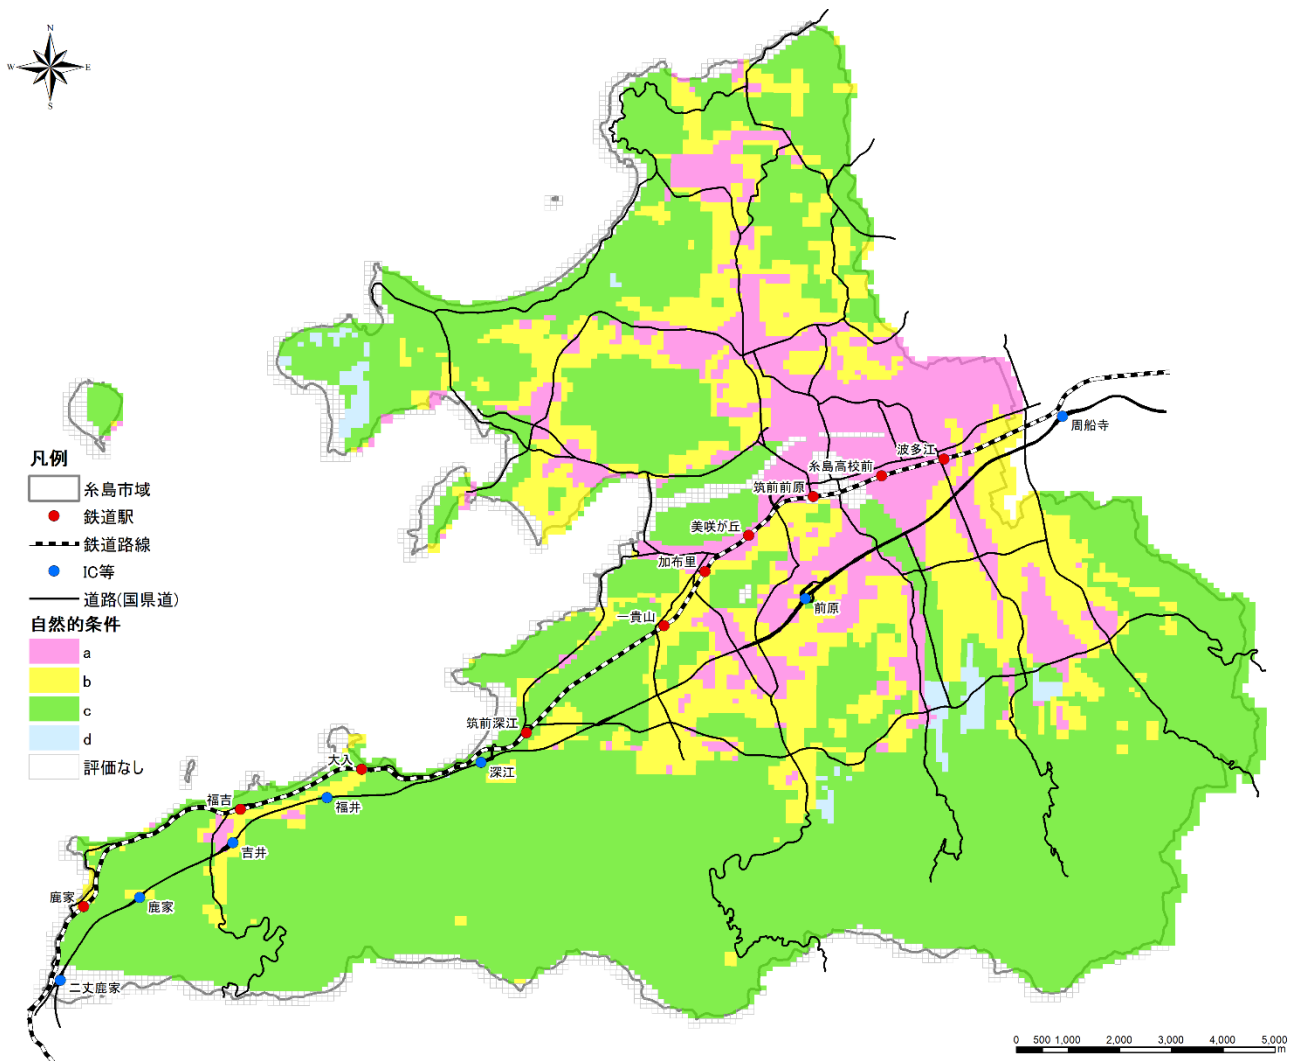 N
W
E
S
周船寺
波多江
糸島高校前
筑前前原
美咲が丘
加布里
前原
一貴山
筑前深江
深江
大入
福井
福吉
吉井
鹿家
鹿家
二丈鹿家
凡例
糸島市域
鉄道駅
鉄道路線
IC等
道路(国県道)
自然的条件
a
b
c
d
評価なし
0 500 1,000 2,000 3,000 4,000 5,000
m